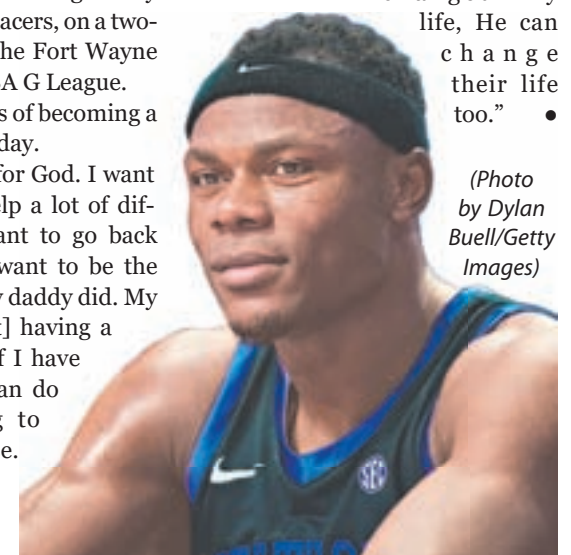 acers, on a two-
he Fort Wayne
A G League.
s of becoming a
day.
for God. I want
elp a lot of dif-
ant to go back
want to be the
y daddy did. My
] having a
f I have
an do
g to
e.
life, He can
change
their life
too.” ●
(Photo
by Dylan
Buell/Getty
Images)
SEC